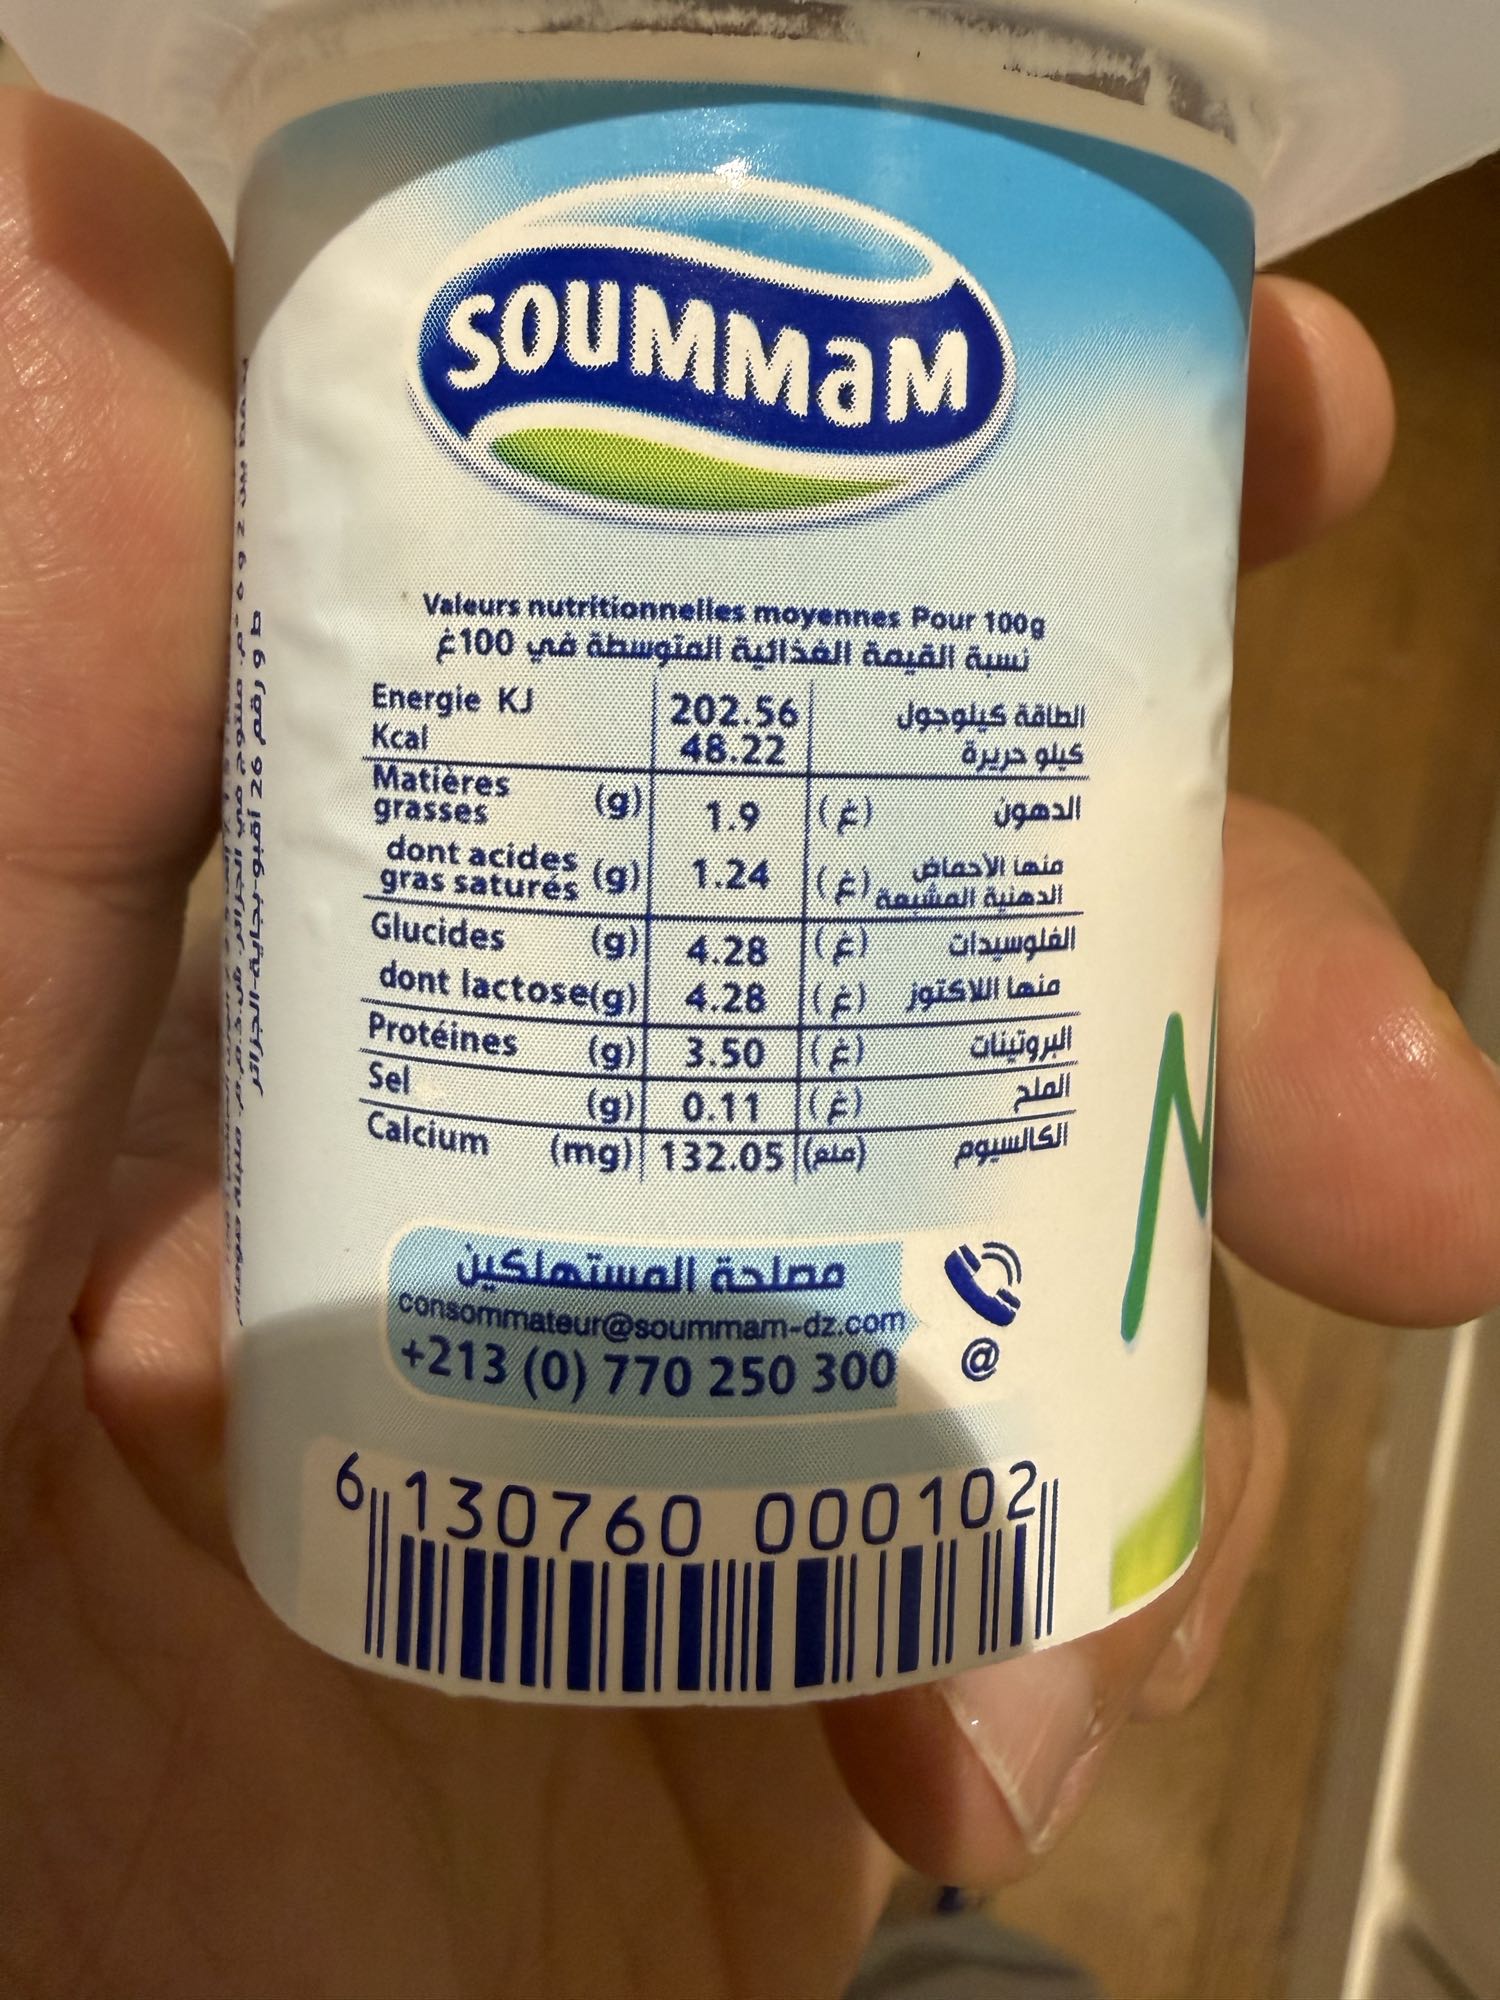 SOUMMaM
Valeurs nutritionnelles moyennes Pour 100g
نسبة القيمة الغذائية المتوسطة في 100غ
Energie KJ 202.56 الطاقة كيلوجول
Kcal 48.22 كيلو حريرة
Matières grasses (g) 1.9 (غ) الدهون
dont acides gras saturés (g) 1.24 (غ) منها الأحماض الدهنية المشبعة
Glucides (g) 4.28 (غ) الغلوسيدات
dont lactose(g) 4.28 (غ) منها اللاكتوز
Protéines (g) 3.50 (غ) البروتينات
Sel (g) 0.11 (غ) الملح
Calcium (mg) 132.05 (ملغ) الكالسيوم
مصلحة المستهلكين
consommateur@soummam-dz.com
+213 (0) 770 250 300
@
6 130760 000102
N